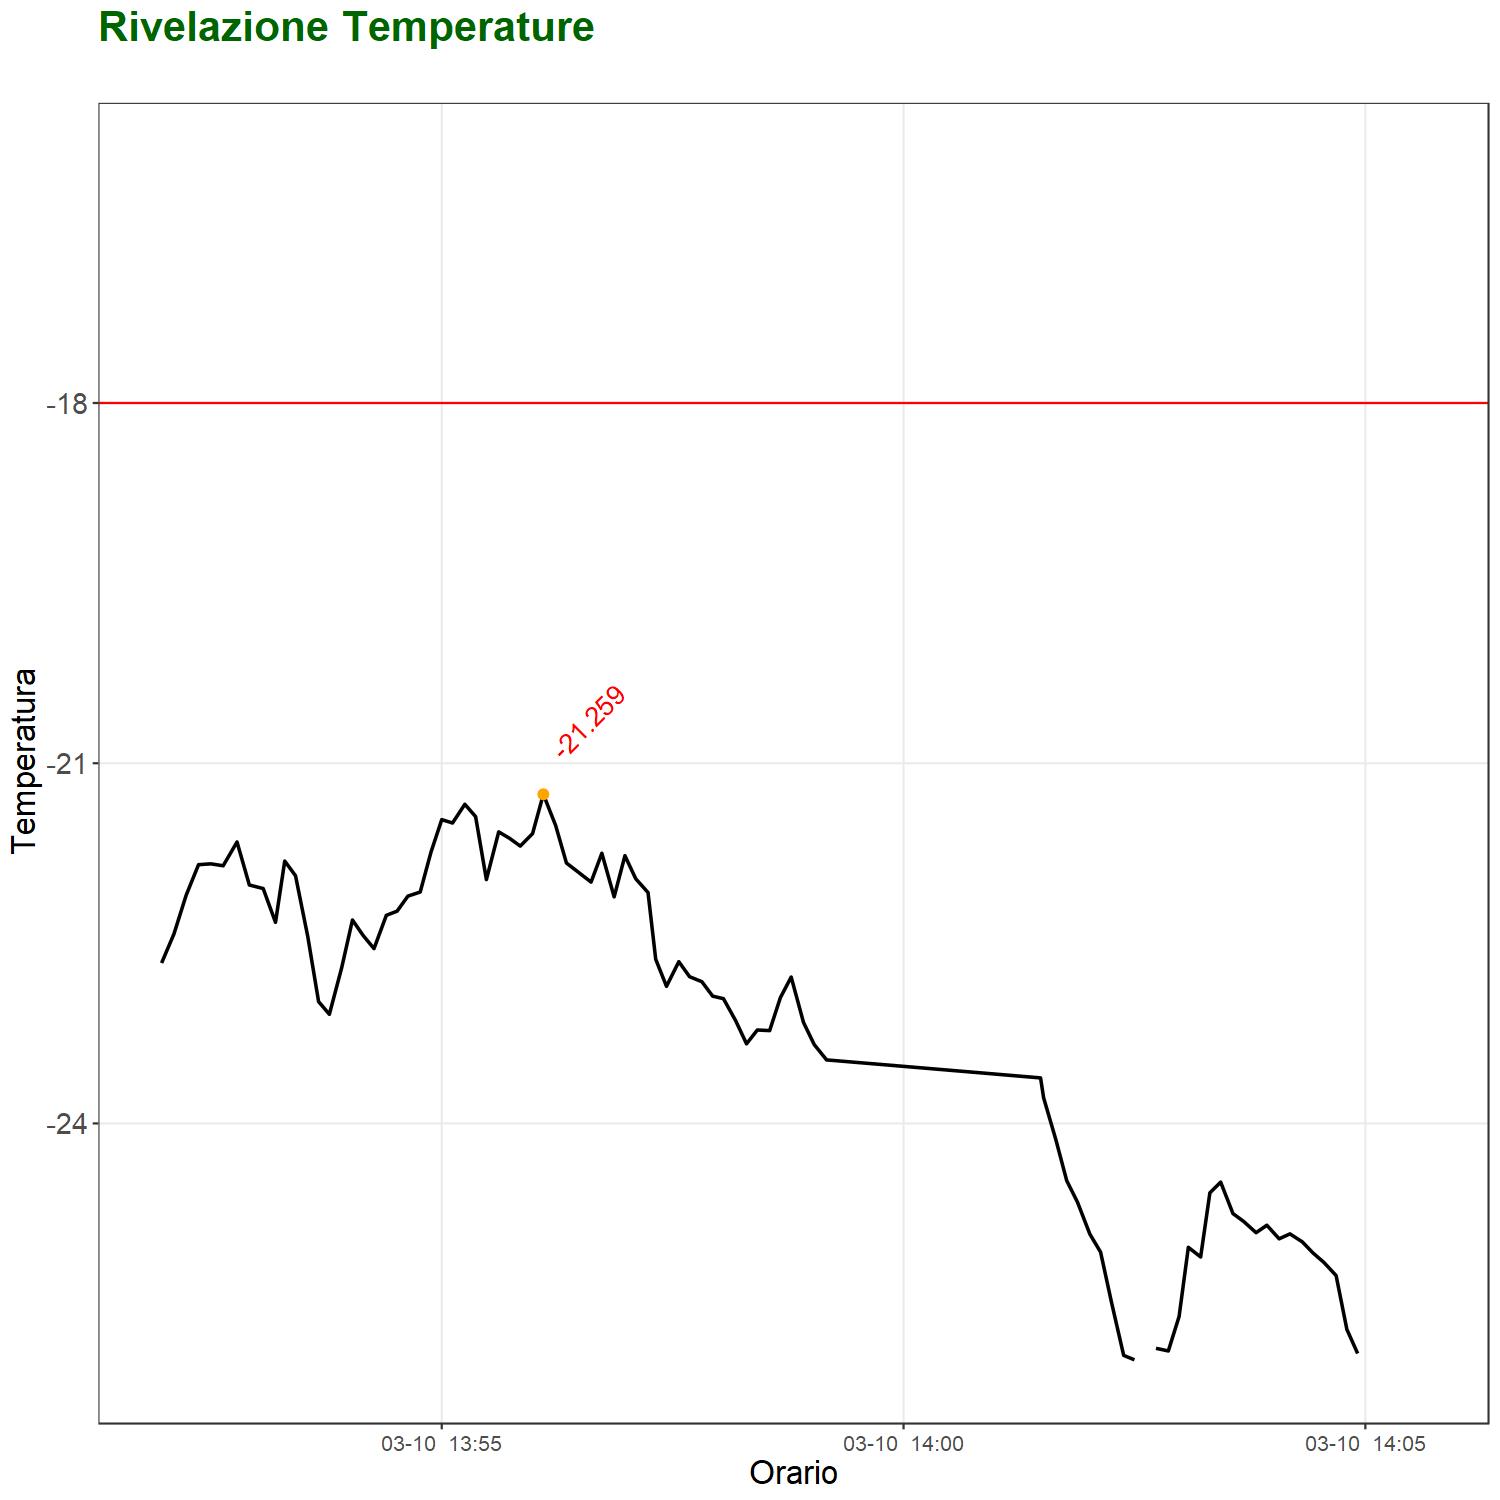 Rivelazione Temperature
-18
-21.259
-21
Temperatura
-24
03-10 13:55
03-10 14:00
03-10 14:05
Orario